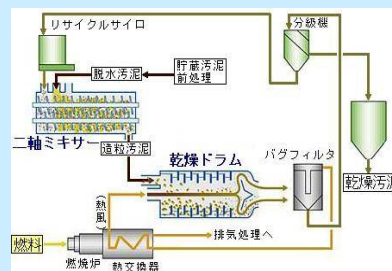 リサイクルサイロ
分級機
脱水汚泥
貯蔵汚泥
前処理
二軸ミキサー
造粒汚泥
乾燥ドラム
バグフィルタ
乾燥汚泥
(熱風)
排気処理へ
燃料
燃焼炉
熱交換器